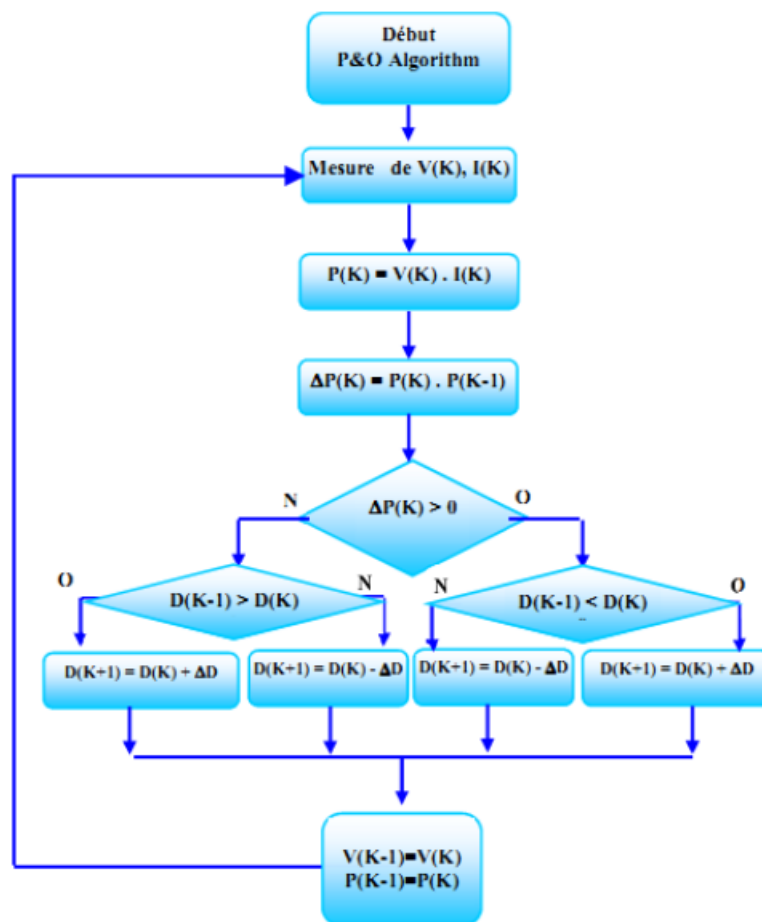 Début
P&O Algorithm
Mesure de V(K), I(K)
P(K) = V(K) . I(K)
ΔP(K) = P(K) . P(K-1)
N
ΔP(K) > 0
O
O
D(K-1) > D(K)
N
N
D(K-1) < D(K)
O
D(K+1) = D(K) + ΔD
D(K+1) = D(K) - ΔD
D(K+1) = D(K) - ΔD
D(K+1) = D(K) + ΔD
V(K-1)=V(K)
P(K-1)=P(K)